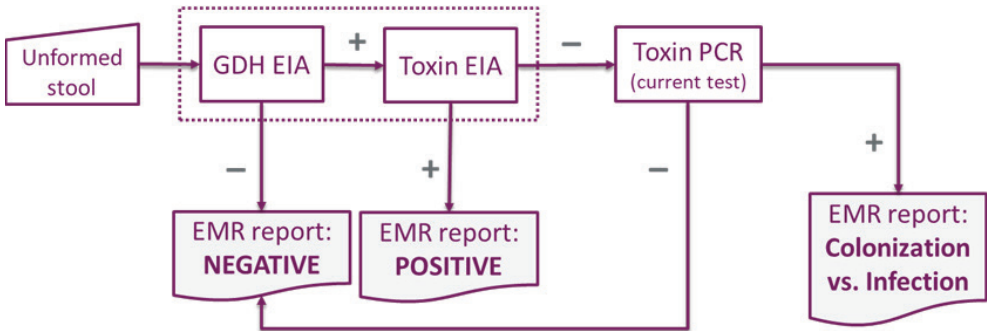 Unformed
stool
GDH EIA
+
Toxin EIA
–
Toxin PCR
(current test)
–
+
–
+
EMR report:
NEGATIVE
EMR report:
POSITIVE
EMR report:
Colonization
vs. Infection